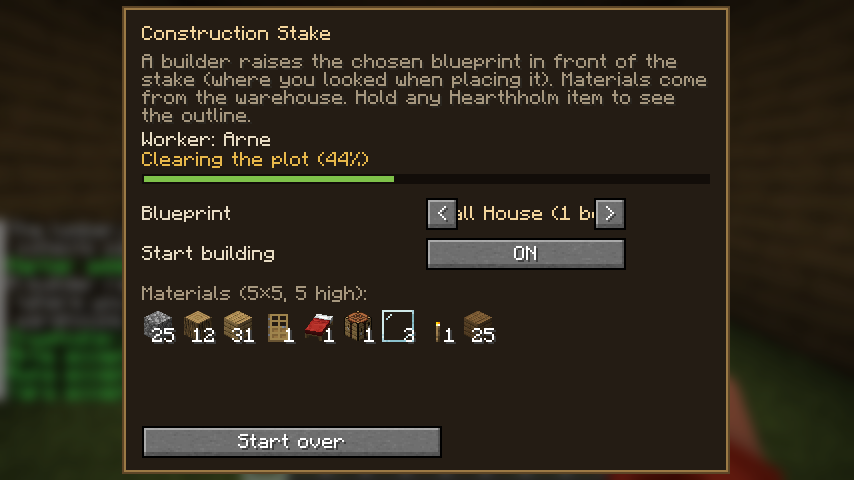 Construction Stake
A builder raises the chosen blueprint in front of the
stake (where you looked when placing it). Materials come
from the warehouse. Hold any Hearthholm item to see
the outline.
Worker: Arne
Clearing the plot (44%)
Blueprint < all House (1 b >
Start building ON
Materials (5×5, 5 high):
25 12 31 1 1 1 3 1 25
Start over